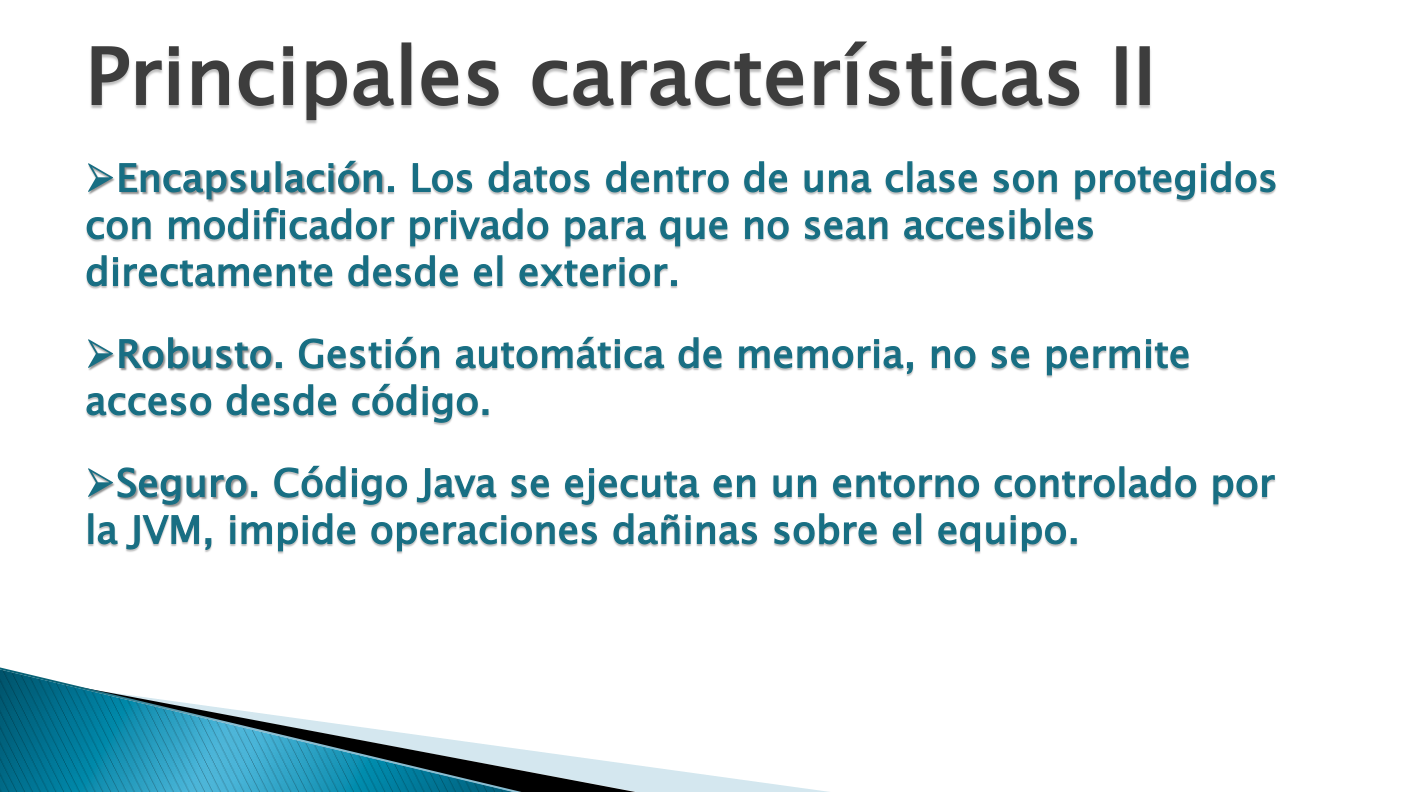 Principales características II
➢Encapsulación. Los datos dentro de una clase son protegidos
con modificador privado para que no sean accesibles
directamente desde el exterior.
➢Robusto. Gestión automática de memoria, no se permite
acceso desde código.
➢Seguro. Código Java se ejecuta en un entorno controlado por
la JVM, impide operaciones dañinas sobre el equipo.